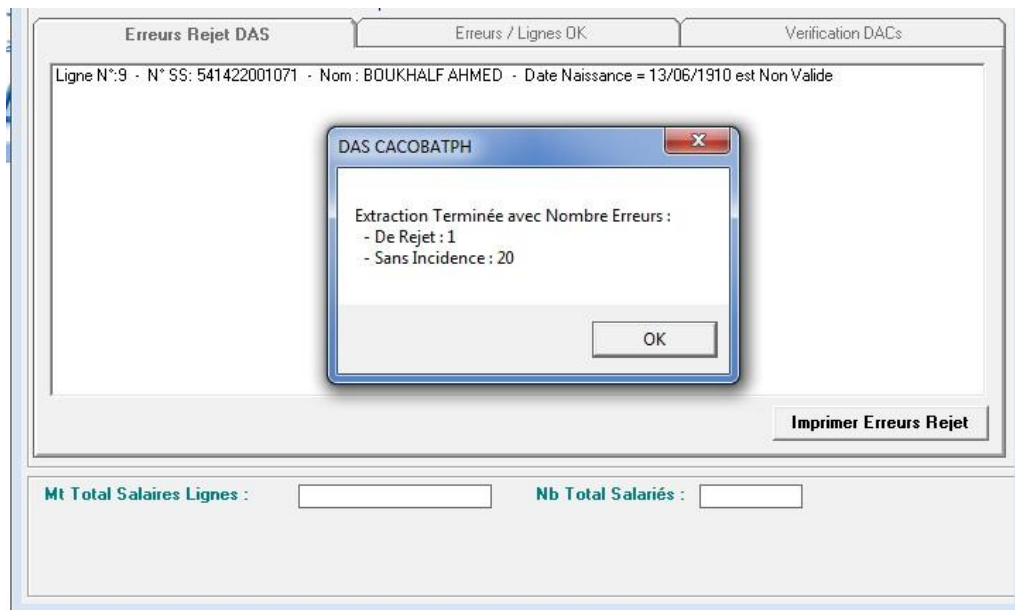 Erreurs Rejet DAS
Erreurs / Lignes OK
Verification DACs
Ligne N°:9 - N° SS: 541422001071 - Nom : BOUKHALF AHMED - Date Naissance = 13/06/1910 est Non Valide
DAS CACOBATPH
Extraction Terminée avec Nombre Erreurs :
- De Rejet : 1
- Sans Incidence : 20
OK
Imprimer Erreurs Rejet
Mt Total Salaires Lignes :
Nb Total Salariés :